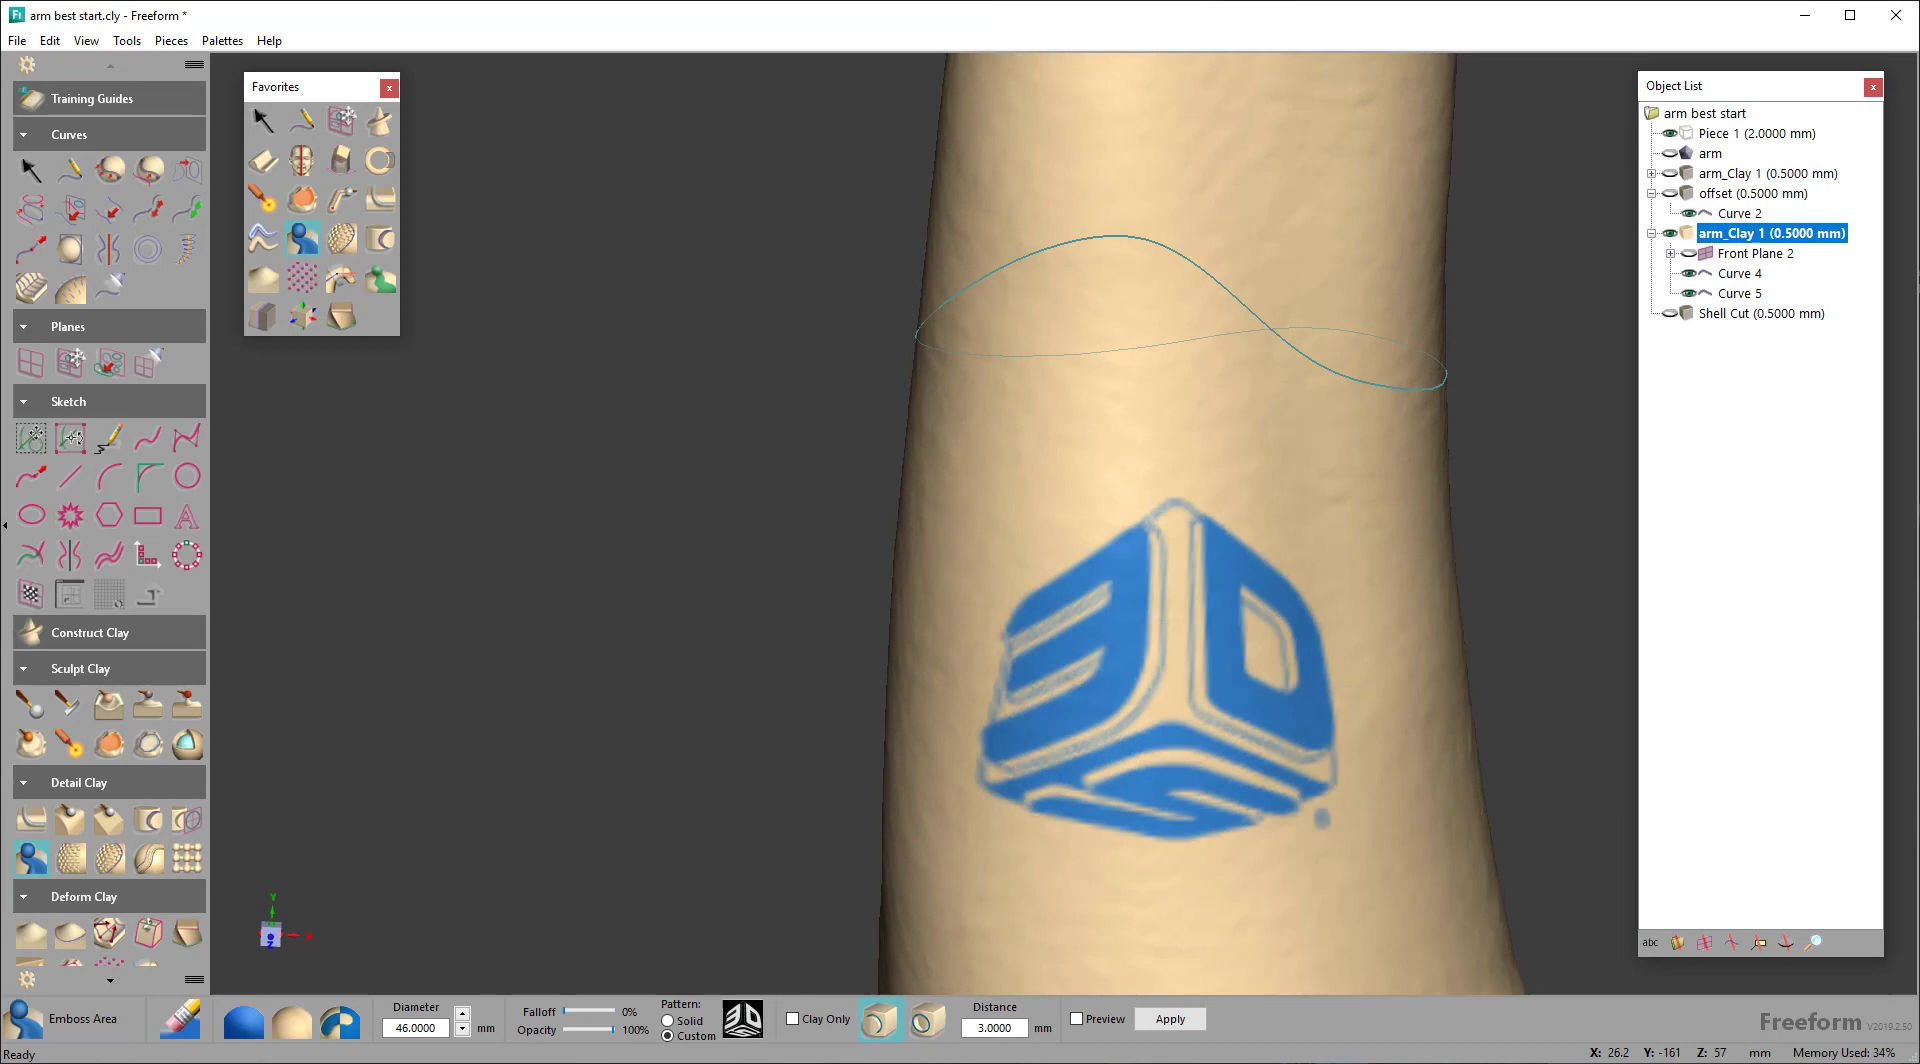 arm best start.cly - Freeform *
File Edit View Tools Pieces Palettes Help
Training Guides
Curves
Planes
Sketch
Construct Clay
Sculpt Clay
Detail Clay
Deform Clay
Favorites
x
Object List
x
arm best start
Piece 1 (2.0000 mm)
arm
arm_Clay 1 (0.5000 mm)
offset (0.5000 mm)
Curve 2
arm_Clay 1 (0.5000 mm)
Front Plane 2
Curve 4
Curve 5
Shell Cut (0.5000 mm)
abc
3D
S
Y
X
Z
Emboss Area
Diameter
46.0000 mm
Falloff 0%
Opacity 100%
Pattern:
Solid
Custom
3D
S
Clay Only
Distance
3.0000 mm
Preview
Apply
Freeform V2019.2.50
Ready
X: 26.2 Y: -161 Z: 57 mm Memory Used: 34%